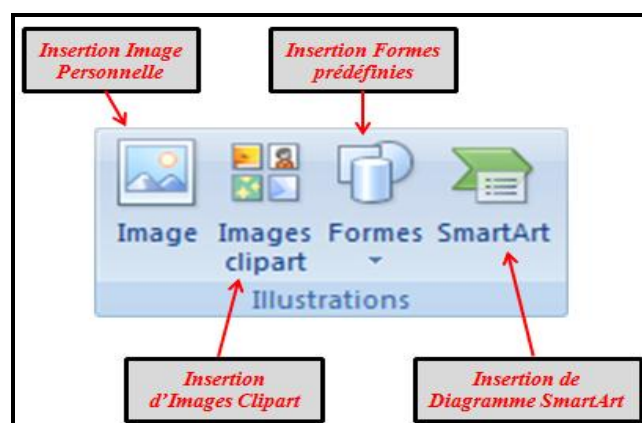 Insertion Image
Personnelle
Insertion Formes
prédéfinies
Image
Images
clipart
Formes
SmartArt
Illustrations
Insertion
d'Images Clipart
Insertion de
Diagramme SmartArt